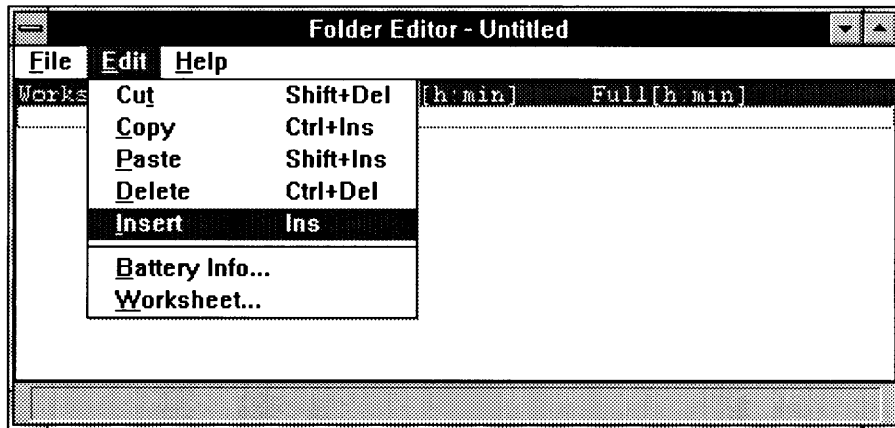 Folder Editor - Untitled
File Edit Help
Works [h:min] Full[h:min]
Cut Shift+Del
Copy Ctrl+Ins
Paste Shift+Ins
Delete Ctrl+Del
Insert Ins
Battery Info...
Worksheet...